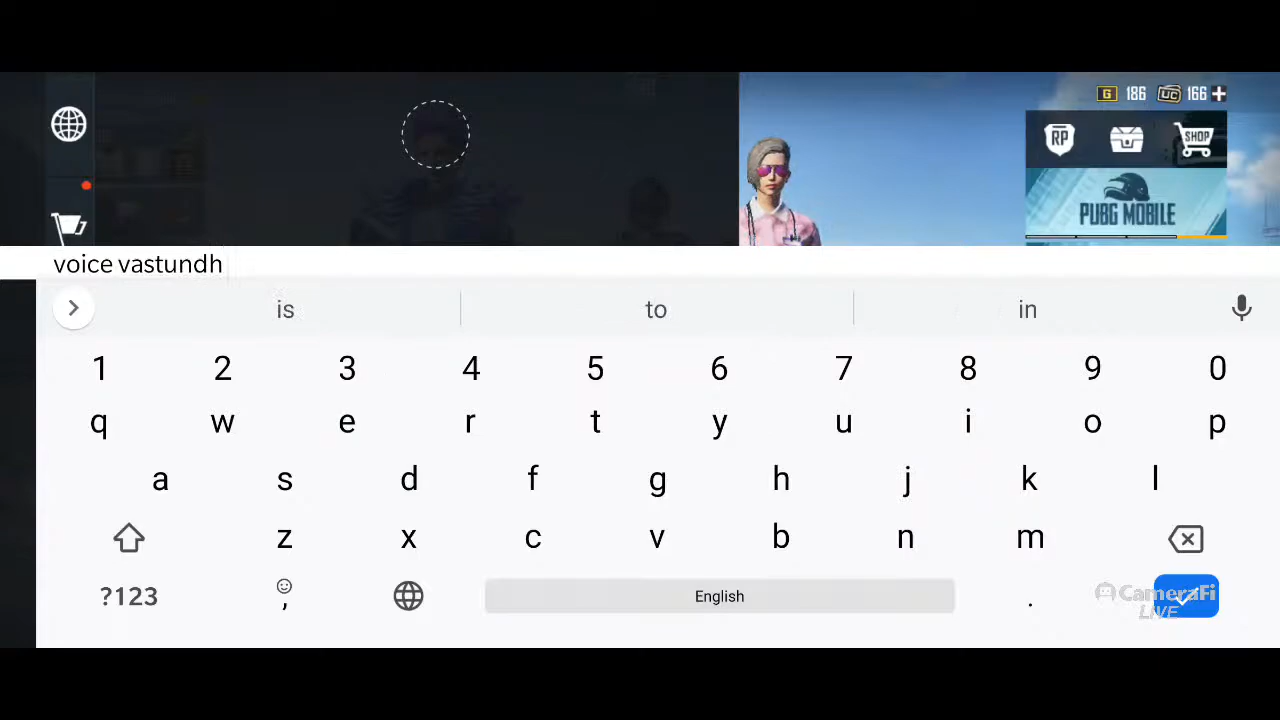 G 186 UC 166
RP SHOP
PUBG MOBILE
voice vastundh
is to in
1 2 3 4 5 6 7 8 9 0
q w e r t y u i o p
a s d f g h j k l
z x c v b n m
?123 , English .
CameraFi
LIVE